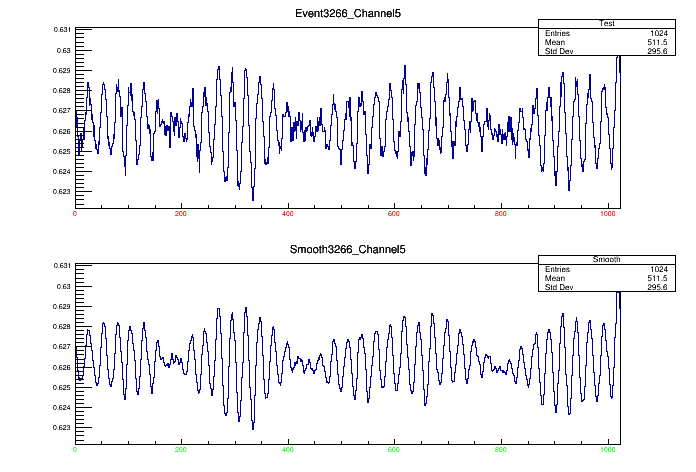 Event3266_Channel5
Test
Entries 1024
Mean 511.5
Std Dev 295.6
0.631
0.63
0.629
0.628
0.627
0.626
0.625
0.624
0.623
0 200 400 600 800 1000
Smooth3266_Channel5
Smooth
Entries 1024
Mean 511.5
Std Dev 295.6
0.631
0.63
0.629
0.628
0.627
0.626
0.625
0.624
0.623
0 200 400 600 800 1000